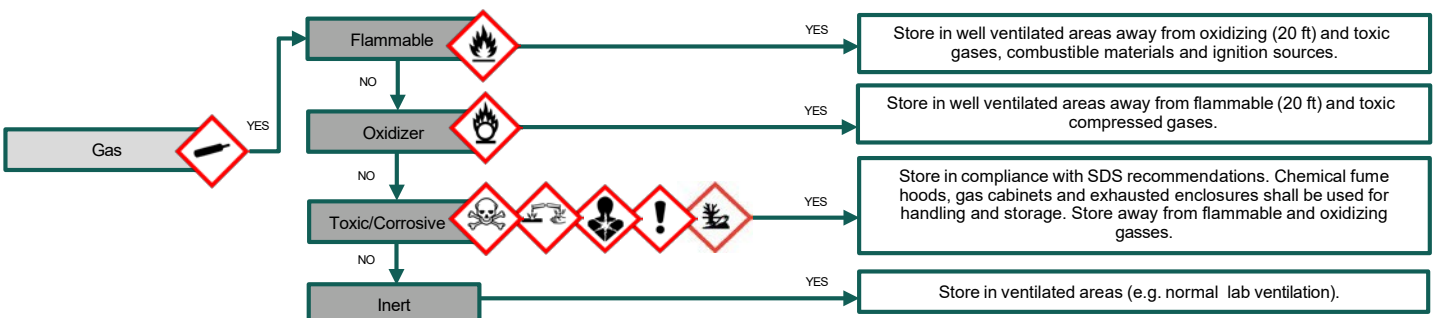 Flammable
YES
Store in well ventilated areas away from oxidizing (20 ft) and toxic
gases, combustible materials and ignition sources.
NO
Gas
YES
Oxidizer
YES
Store in well ventilated areas away from flammable (20 ft) and toxic
compressed gases.
NO
Toxic/Corrosive
YES
Store in compliance with SDS recommendations. Chemical fume
hoods, gas cabinets and exhausted enclosures shall be used for
handling and storage. Store away from flammable and oxidizing
gasses.
NO
Inert
YES
Store in ventilated areas (e.g. normal lab ventilation).